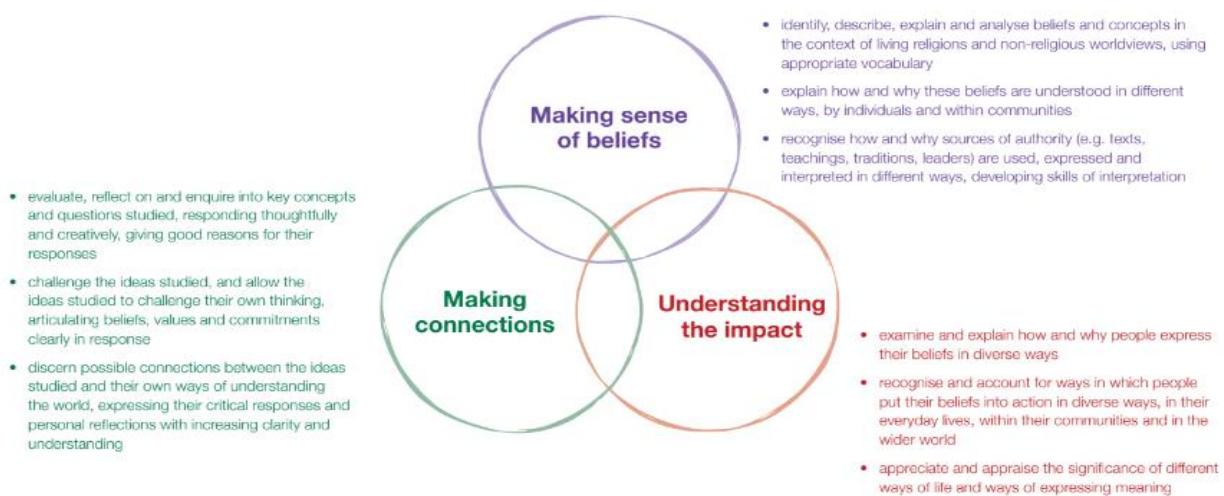 Making sense
of beliefs
• identify, describe, explain and analyse beliefs and concepts in
the context of living religions and non-religious worldviews, using
appropriate vocabulary
• explain how and why these beliefs are understood in different
ways, by individuals and within communities
• recognise how and why sources of authority (e.g. texts,
teachings, traditions, leaders) are used, expressed and
interpreted in different ways, developing skills of interpretation
• evaluate, reflect on and enquire into key concepts
and questions studied, responding thoughtfully
and creatively, giving good reasons for their
responses
• challenge the ideas studied, and allow the
ideas studied to challenge their own thinking,
articulating beliefs, values and commitments
clearly in response
• discern possible connections between the ideas
studied and their own ways of understanding
the world, expressing their critical responses and
personal reflections with increasing clarity and
understanding
Making
connections
Understanding
the impact
• examine and explain how and why people express
their beliefs in diverse ways
• recognise and account for ways in which people
put their beliefs into action in diverse ways, in their
everyday lives, within their communities and in the
wider world
• appreciate and appraise the significance of different
ways of life and ways of expressing meaning